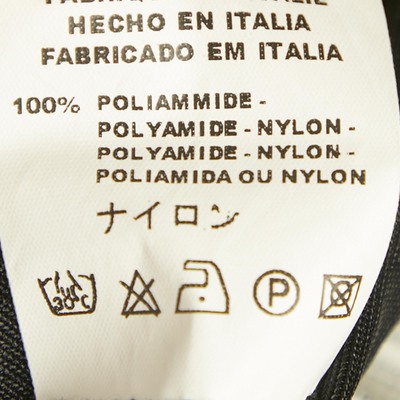 HECHO EN ITALIA
FABRICADO EM ITALIA
100% POLIAMMIDE -
POLYAMIDE - NYLON -
POLYAMIDE - NYLON -
POLIAMIDA OU NYLON
ナイロン
P